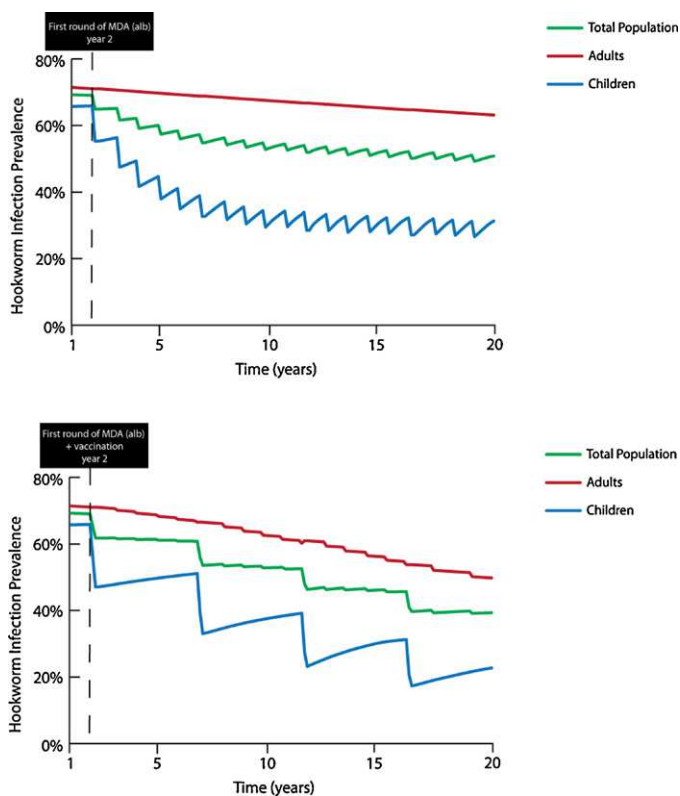 First round of MDA (alb)
year 2
Total Population
Adults
Children
Hookworm Infection Prevalence
80%
60%
40%
20%
0%
1
5
10
15
20
Time (years)
First round of MDA (alb)
+ vaccination
year 2
Total Population
Adults
Children
Hookworm Infection Prevalence
80%
60%
40%
20%
0%
1
5
10
15
20
Time (years)